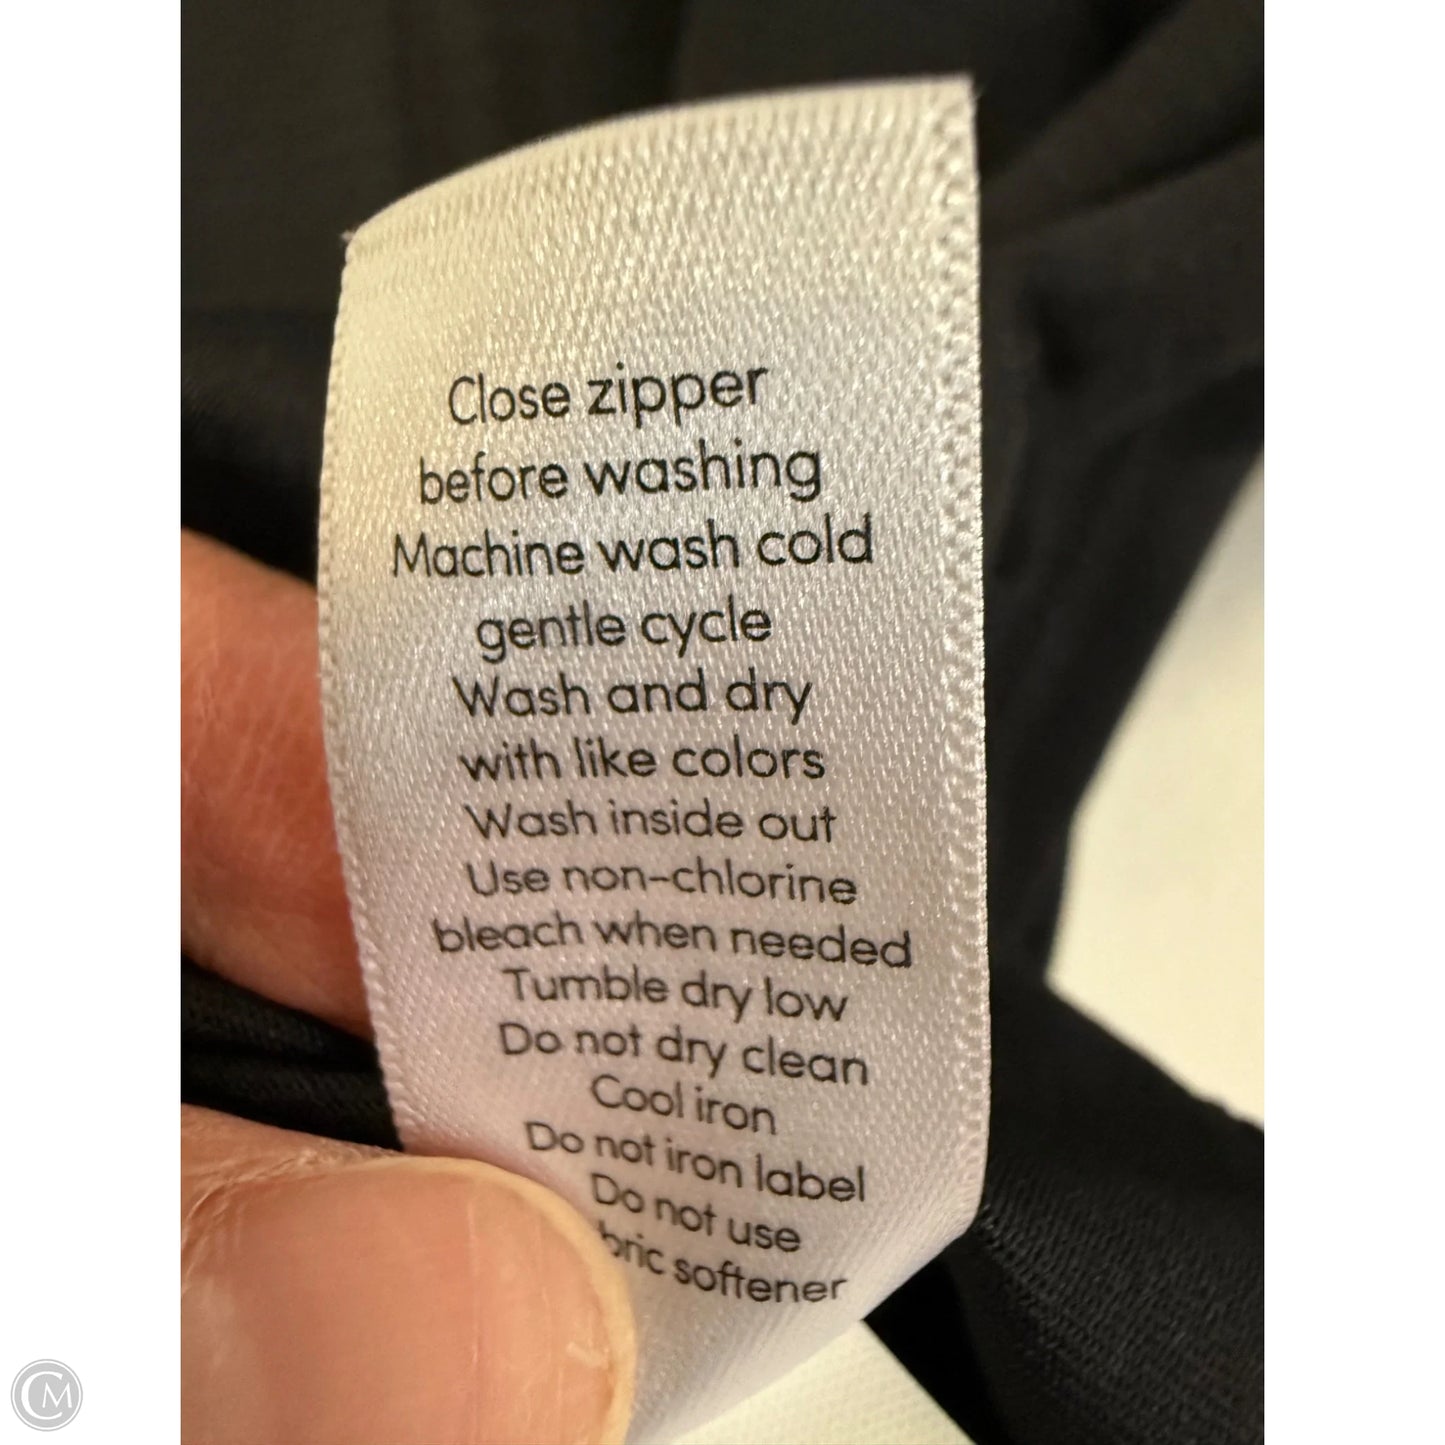 Close zipper
before washing
Machine wash cold
gentle cycle
Wash and dry
with like colors
Wash inside out
Use non-chlorine
bleach when needed
Tumble dry low
Do not dry clean
Cool iron
Do not iron label
Do not use
bric softener
CM